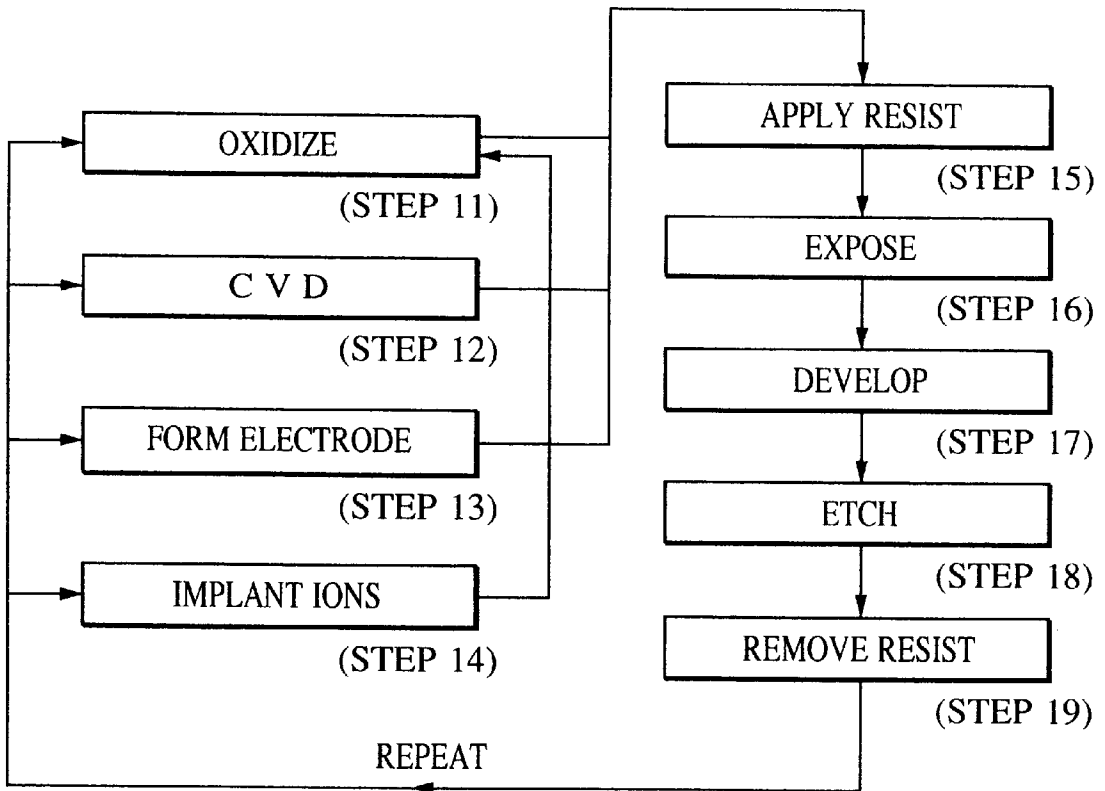 OXIDIZE
(STEP 11)
C V D
(STEP 12)
FORM ELECTRODE
(STEP 13)
IMPLANT IONS
(STEP 14)
APPLY RESIST
(STEP 15)
EXPOSE
(STEP 16)
DEVELOP
(STEP 17)
ETCH
(STEP 18)
REMOVE RESIST
(STEP 19)
REPEAT